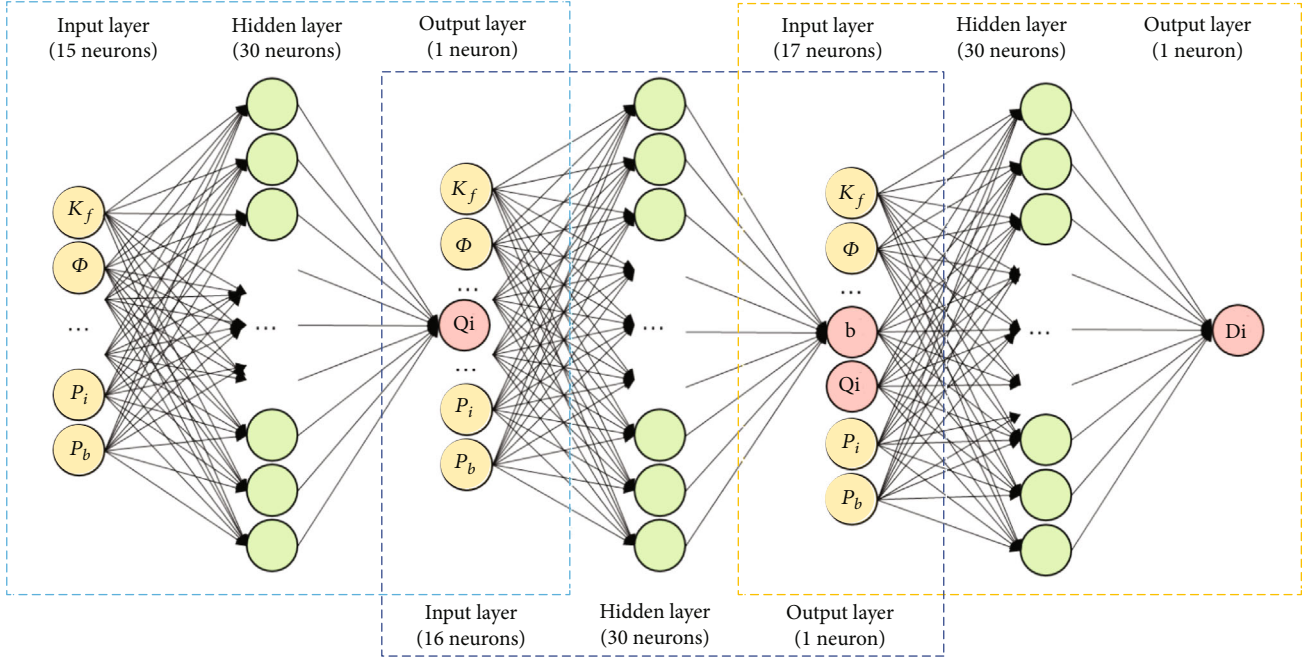 Input layer
(15 neurons)
Hidden layer
(30 neurons)
Output layer
(1 neuron)
Input layer
(17 neurons)
Hidden layer
(30 neurons)
Output layer
(1 neuron)
K_f
Φ
...
P_i
P_b
...
K_f
Φ
...
Qi
...
P_i
P_b
...
K_f
Φ
...
b
Qi
P_i
P_b
...
Di
Input layer
(16 neurons)
Hidden layer
(30 neurons)
Output layer
(1 neuron)